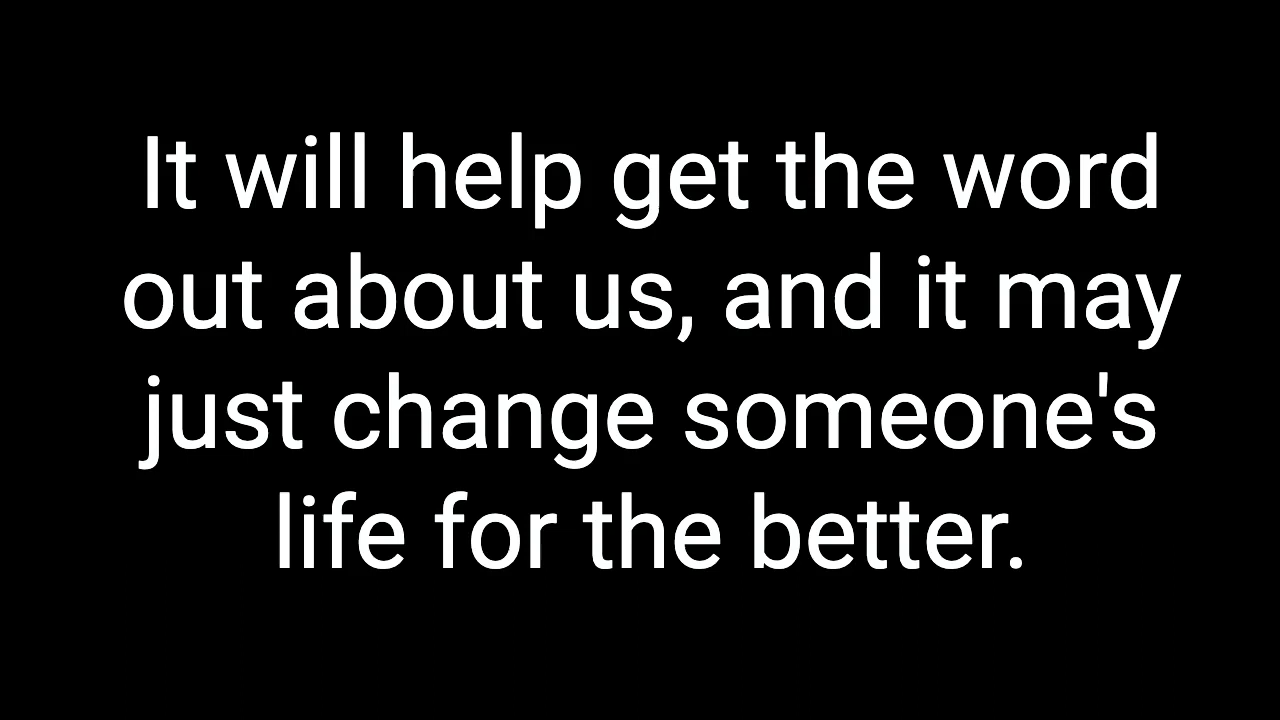 It will help get the word
out about us, and it may
just change someone's
life for the better.